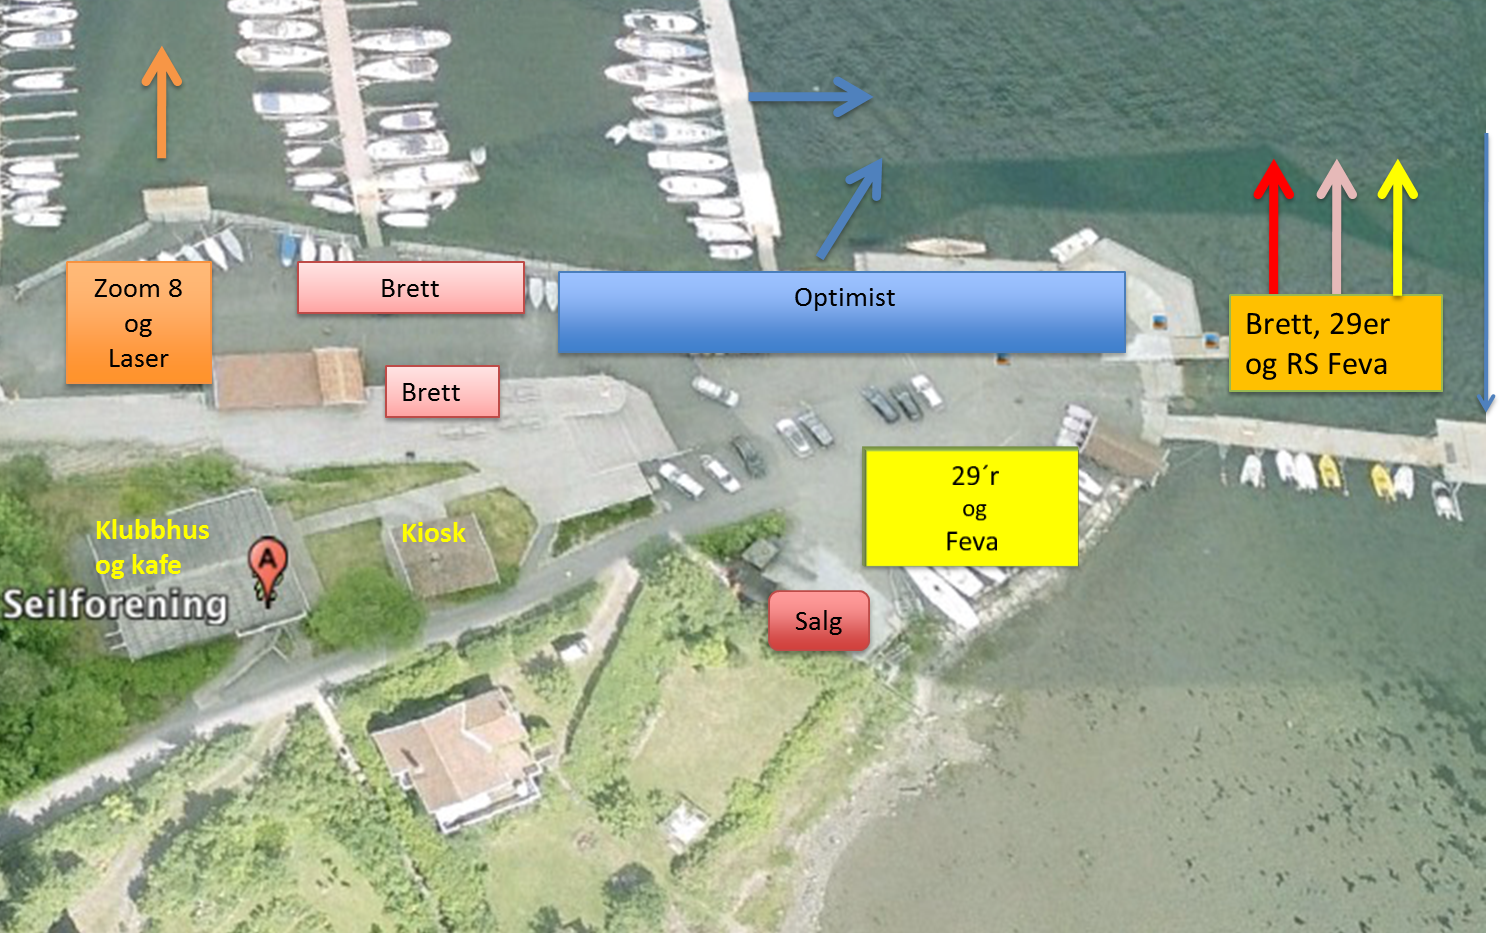 Zoom 8
og
Laser
Brett
Optimist
Brett, 29er
og RS Feva
Brett
29´r
og
Feva
Klubbhus
og kafe
Kiosk
A
Seilforening
Salg